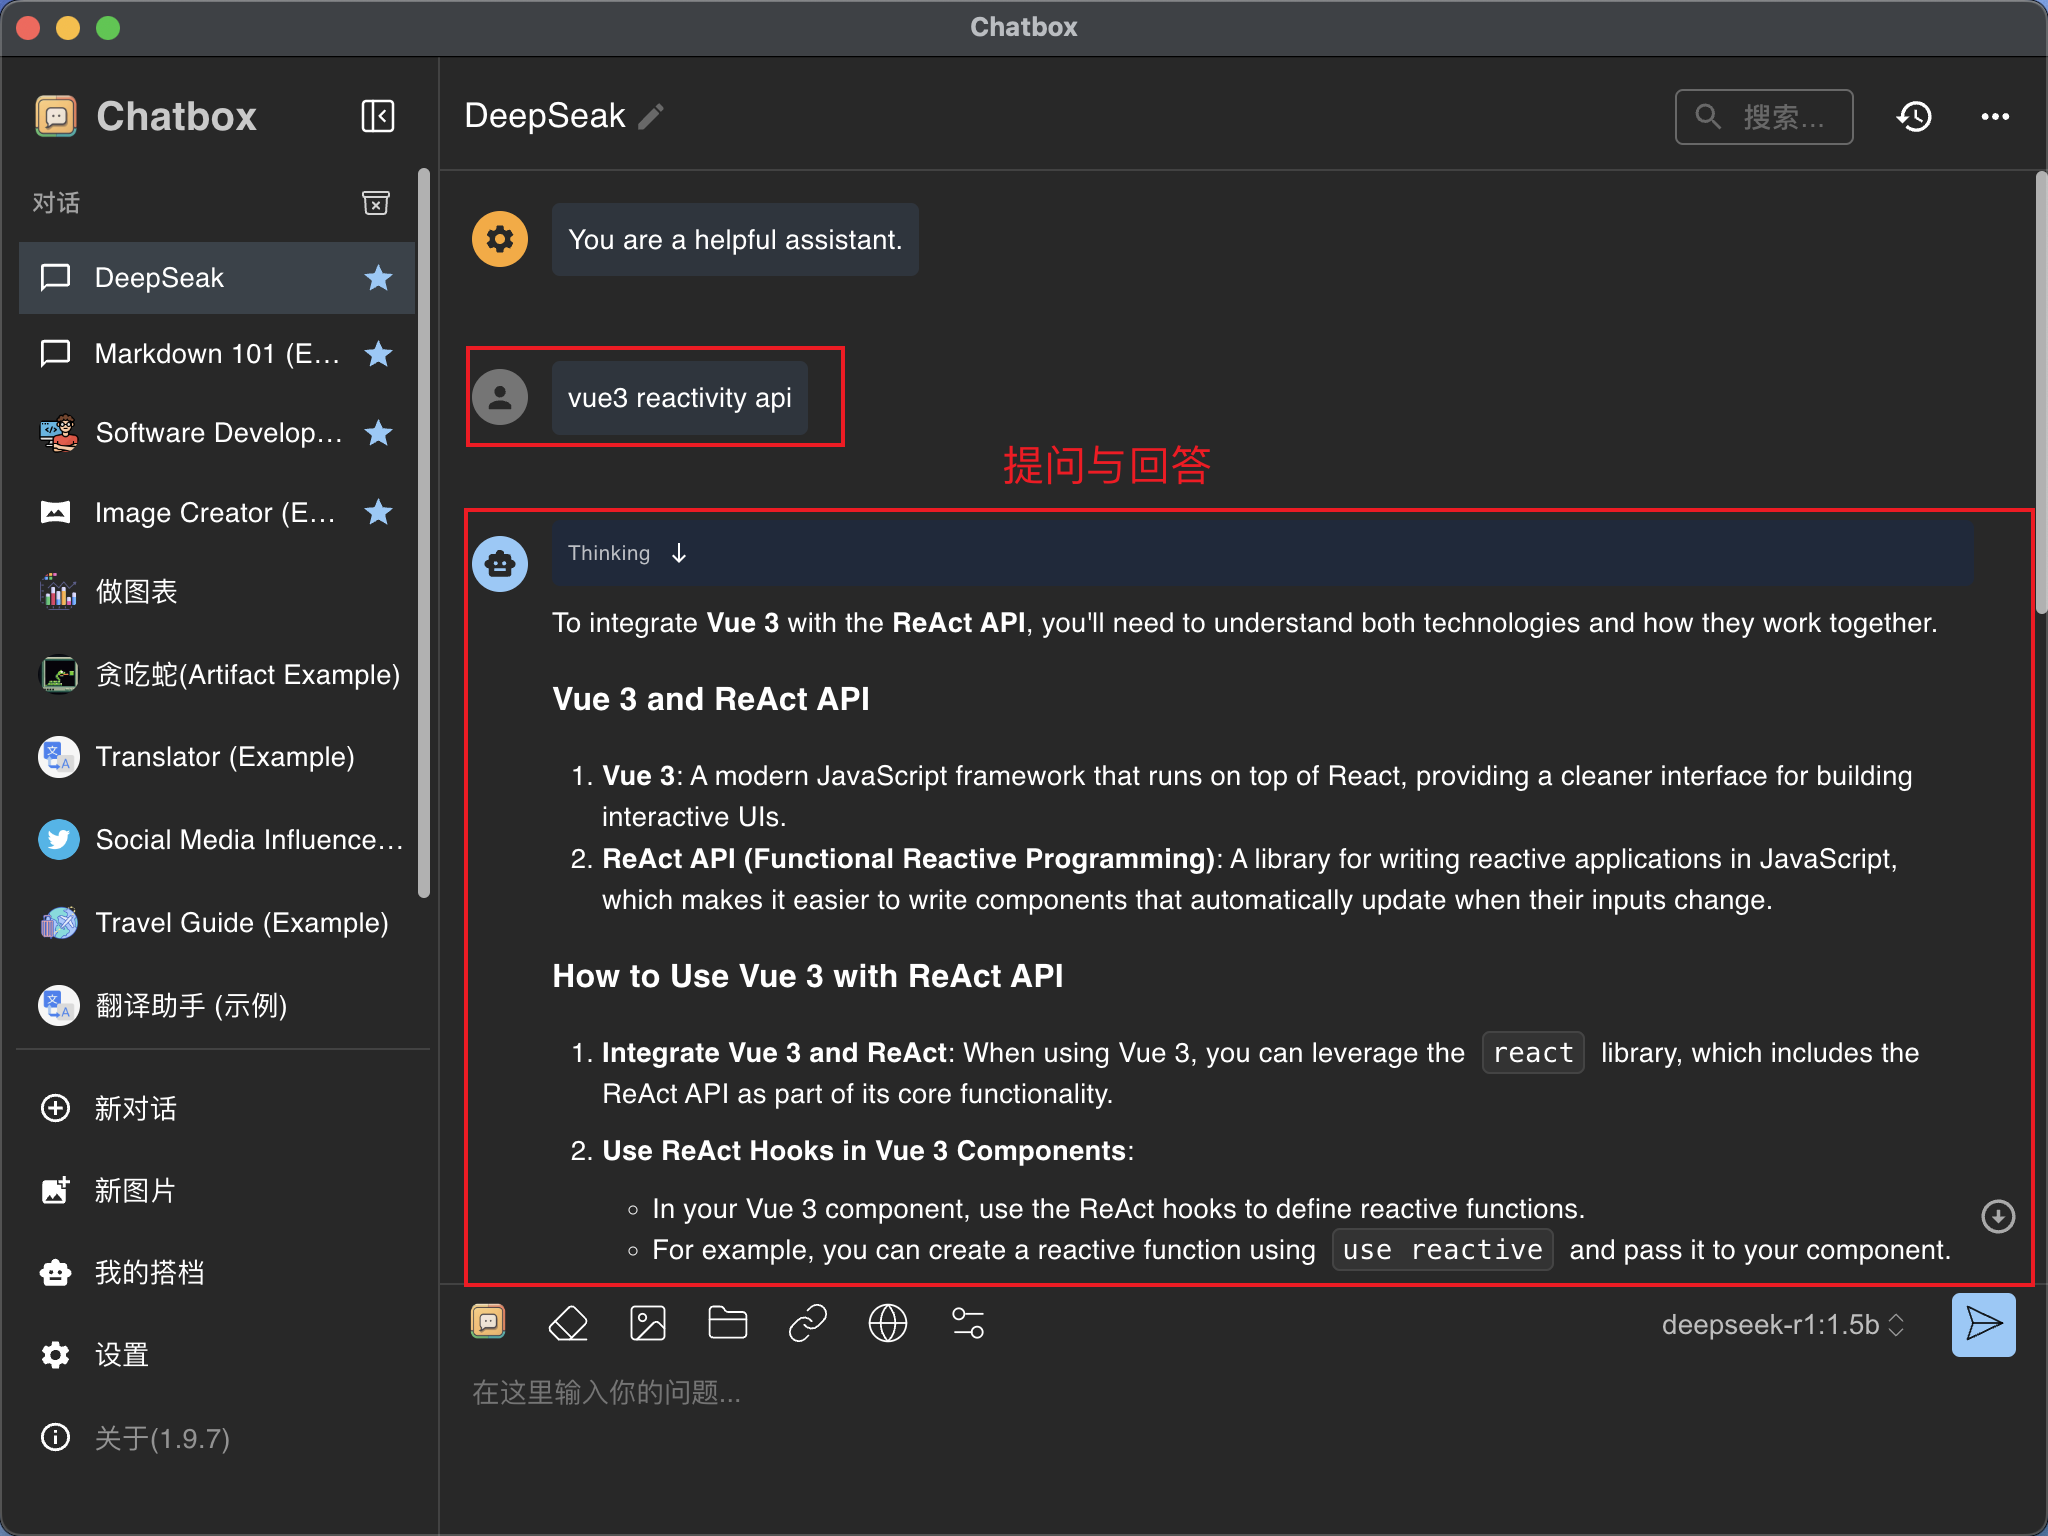 Chatbox
Chatbox
对话
DeepSeak
Markdown 101 (E...
Software Develop...
Image Creator (E...
做图表
贪吃蛇(Artifact Example)
Translator (Example)
Social Media Influence...
Travel Guide (Example)
翻译助手 (示例)
新对话
新图片
我的搭档
设置
关于(1.9.7)
DeepSeak
搜索...
You are a helpful assistant.
vue3 reactivity api
提问与回答
Thinking
To integrate Vue 3 with the ReAct API, you'll need to understand both technologies and how they work together.
Vue 3 and ReAct API
1. Vue 3: A modern JavaScript framework that runs on top of React, providing a cleaner interface for building
interactive UIs.
2. ReAct API (Functional Reactive Programming): A library for writing reactive applications in JavaScript,
which makes it easier to write components that automatically update when their inputs change.
How to Use Vue 3 with ReAct API
1. Integrate Vue 3 and ReAct: When using Vue 3, you can leverage the react library, which includes the
ReAct API as part of its core functionality.
2. Use ReAct Hooks in Vue 3 Components:
In your Vue 3 component, use the ReAct hooks to define reactive functions.
For example, you can create a reactive function using use reactive and pass it to your component.
deepseek-r1:1.5b
在这里输入你的问题...